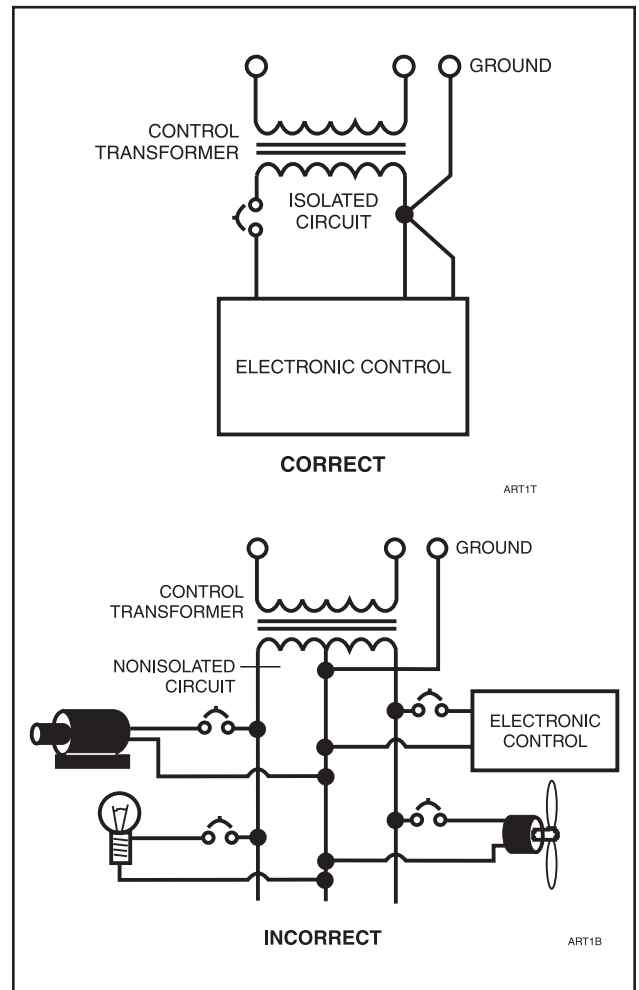 GROUND
CONTROL
TRANSFORMER
ISOLATED
CIRCUIT
ELECTRONIC CONTROL
CORRECT
ART1T
GROUND
CONTROL
TRANSFORMER
NONISOLATED
CIRCUIT
ELECTRONIC
CONTROL
INCORRECT
ART1B